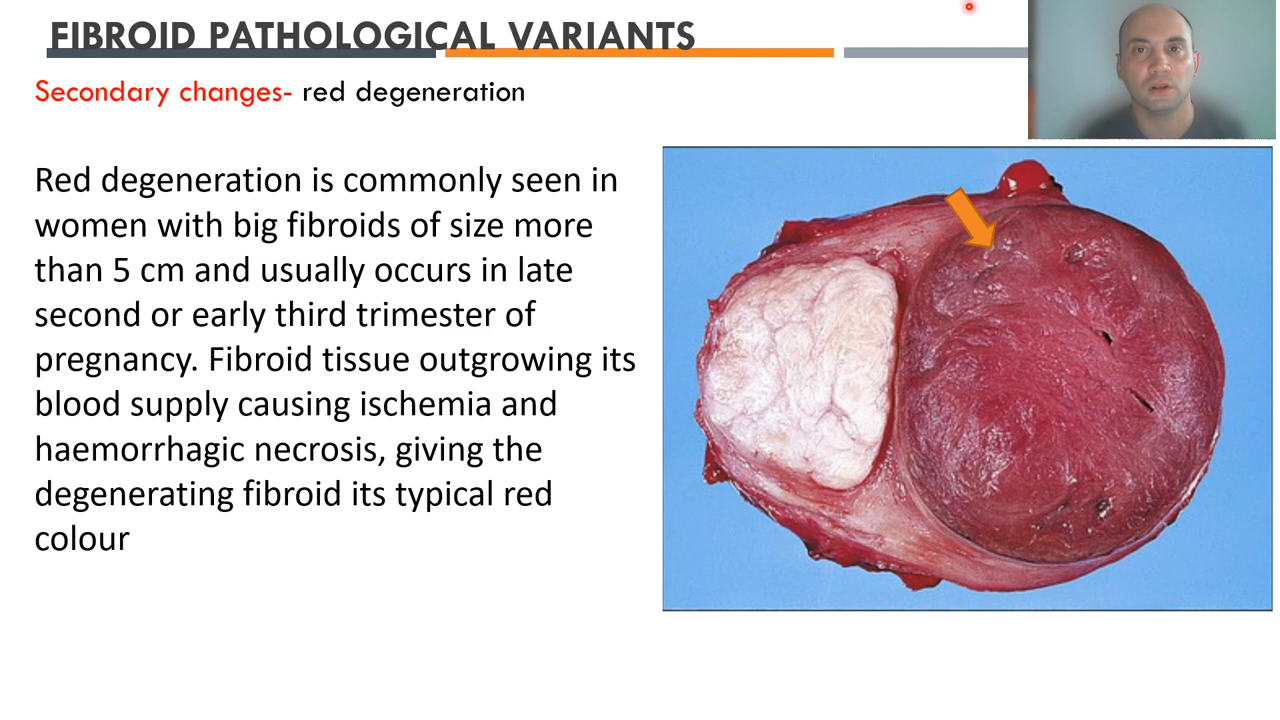 FIBROID PATHOLOGICAL VARIANTS
Secondary changes- red degeneration
Red degeneration is commonly seen in
women with big fibroids of size more
than 5 cm and usually occurs in late
second or early third trimester of
pregnancy. Fibroid tissue outgrowing its
blood supply causing ischemia and
haemorrhagic necrosis, giving the
degenerating fibroid its typical red
colour